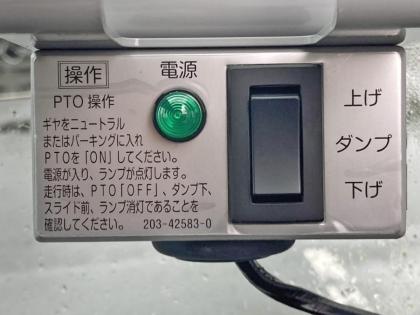 操作
電源
PTO 操作
ギヤをニュートラル
またはパーキングに入れ
PTOを「ON」してください。
電源が入り、ランプが点灯します。
走行時は、PTO「OFF」、ダンプ下、
スライド前、ランプ消灯であることを
確認してください。 203-42583-0
上げ
ダンプ
下げ